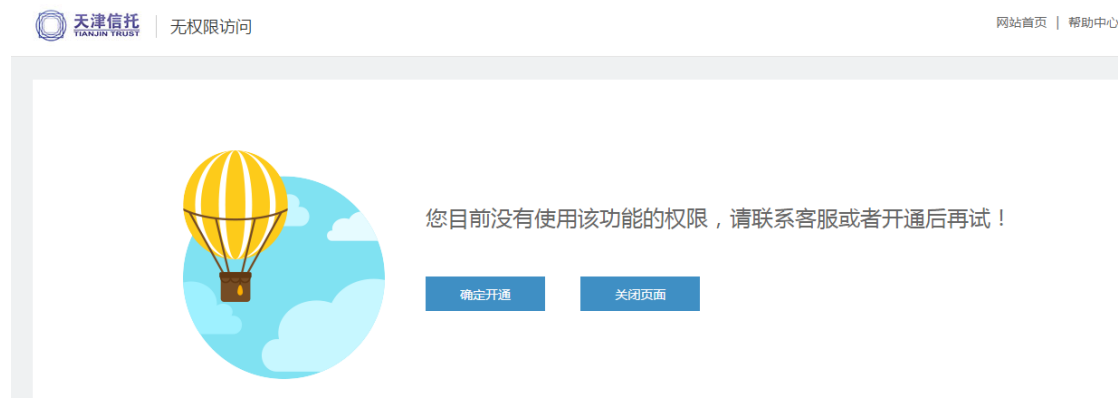 天津信托
TIANJIN TRUST
无权限访问
网站首页 | 帮助中心
您目前没有使用该功能的权限，请联系客服或者开通后再试！
确定开通
关闭页面